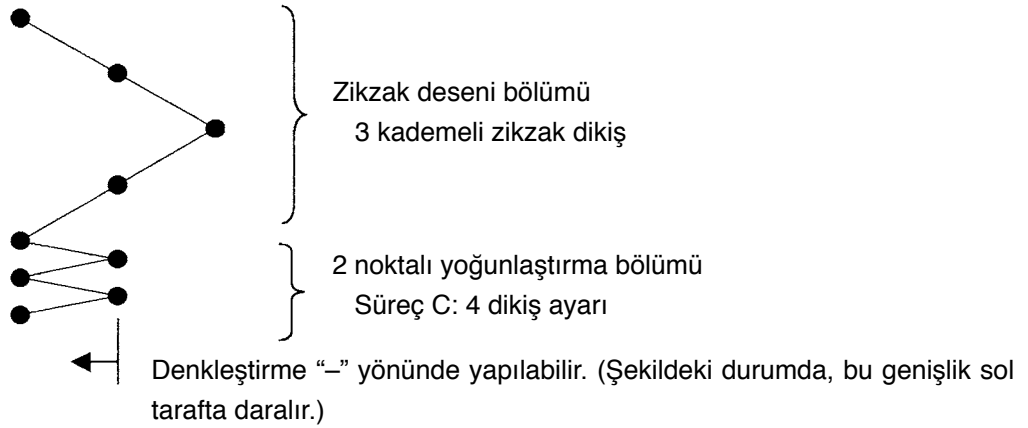 Zikzak deseni bölümü
3 kademeli zikzak dikiş
2 noktalı yoğunlaştırma bölümü
Süreç C: 4 dikiş ayarı
Denkleştirme “–” yönünde yapılabilir. (Şekildeki durumda, bu genişlik sol
tarafta daralır.)